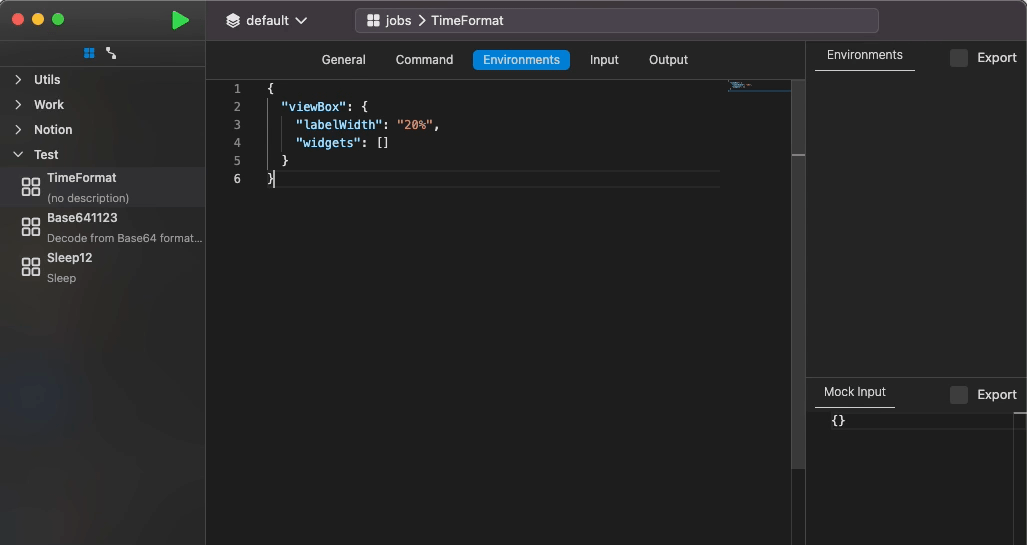 default
jobs > TimeFormat
General Command Environments Input Output
Utils
Work
Notion
Test
TimeFormat
(no description)
Base641123
Decode from Base64 format...
Sleep12
Sleep
1 {
2 "viewBox": {
3 "labelWidth": "20%",
4 "widgets": []
5 }
6 }
Environments Export
Mock Input Export
{}